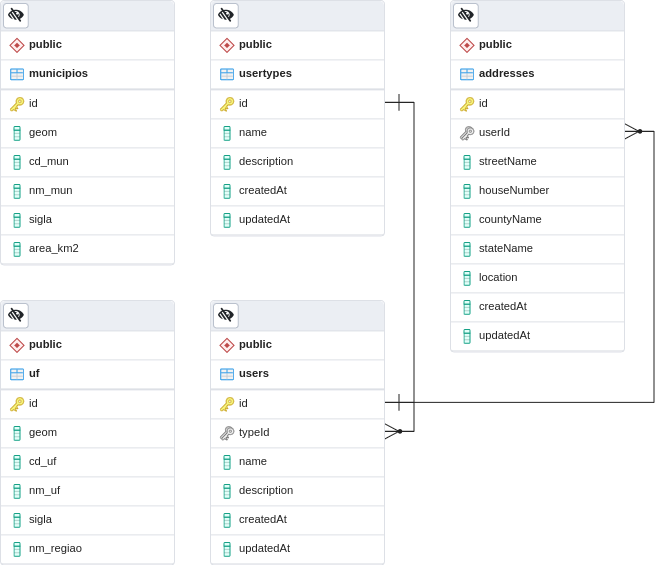 public
municipios
id
geom
cd_mun
nm_mun
sigla
area_km2
public
usertypes
id
name
description
createdAt
updatedAt
public
addresses
id
userId
streetName
houseNumber
countyName
stateName
location
createdAt
updatedAt
public
uf
id
geom
cd_uf
nm_uf
sigla
nm_regiao
public
users
id
typeId
name
description
createdAt
updatedAt